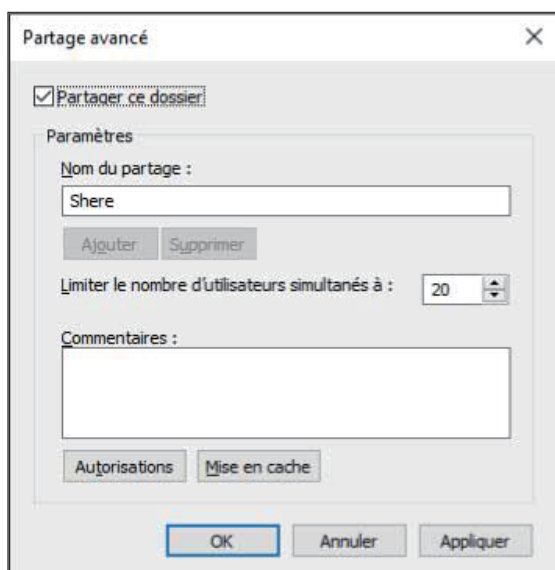 Partage avancé
Partager ce dossier
Paramètres
Nom du partage :
Shere
Ajouter Supprimer
Limiter le nombre d'utilisateurs simultanés à : 20
Commentaires :
Autorisations Mise en cache
OK Annuler Appliquer